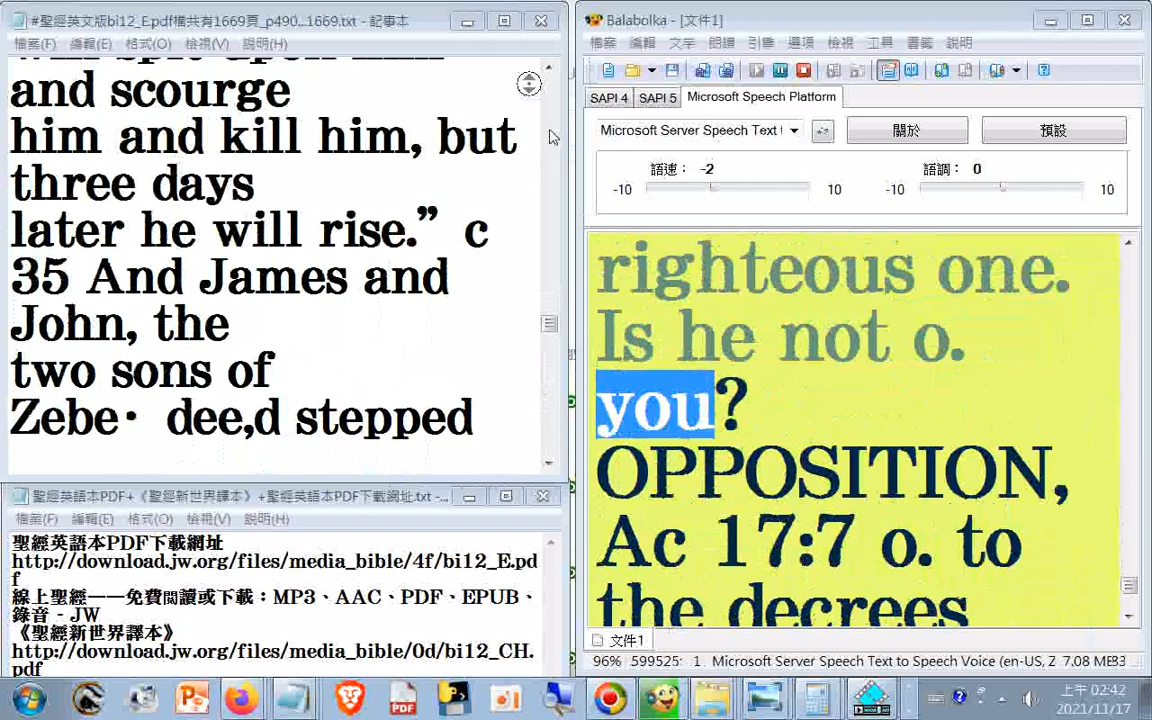 #聖經英文版bi12_E.pdf檔共有1669頁_p490...1669.txt - 記事本
檔案(F) 編輯(E) 格式(O) 檢視(V) 說明(H)
will spit upon him
and scourge
him and kill him, but
three days
later he will rise.” c
35 And James and
John, the
two sons of
Zebe· dee,d stepped
聖經英語本PDF+《聖經新世界譯本》+聖經英語本PDF下載網址.txt - ...
檔案(F) 編輯(E) 格式(O) 檢視(V) 說明(H)
聖經英語本PDF下載網址
http://download.jw.org/files/media_bible/4f/bi12_E.pd
f
線上聖經——免費閱讀或下載：MP3、AAC、PDF、EPUB、
錄音 - JW
《聖經新世界譯本》
http://download.jw.org/files/media_bible/0d/bi12_CH.
pdf
Balabolka - [文件1]
檔案 編輯 文字 朗讀 引擎 選項 檢視 工具 書籤 說明
SAPI 4 SAPI 5 Microsoft Speech Platform
Microsoft Server Speech Text 關於 預設
語速： -2 語調： 0
-10 10 -10 10
righteous one.
Is he not o.
you?
OPPOSITION,
Ac 17:7 o. to
the decrees
文件1
96% 599525: 1 Microsoft Server Speech Text to Speech Voice (en-US, Z 7.08 MB
上午 02:42
2021/11/17